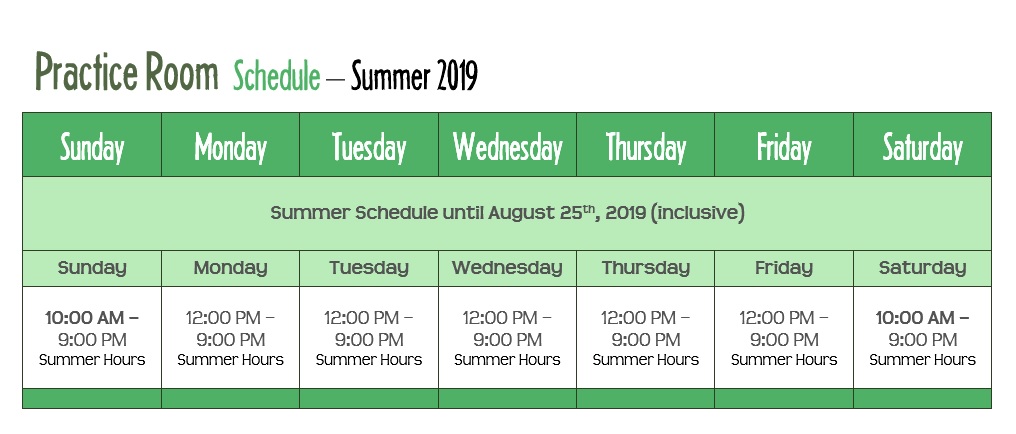 Practice Room Schedule – Summer 2019
Sunday Monday Tuesday Wednesday Thursday Friday Saturday
Summer Schedule until August 25th, 2019 (inclusive)
Sunday Monday Tuesday Wednesday Thursday Friday Saturday
10:00 AM – 12:00 PM – 12:00 PM – 12:00 PM – 12:00 PM – 12:00 PM – 10:00 AM –
9:00 PM 9:00 PM 9:00 PM 9:00 PM 9:00 PM 9:00 PM 9:00 PM
Summer Hours Summer Hours Summer Hours Summer Hours Summer Hours Summer Hours Summer Hours